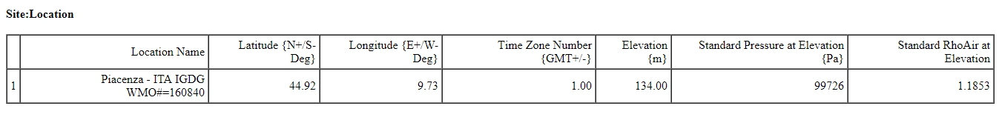 Site:Location
Location Name
Latitude {N+/S-
Deg}
Longitude {E+/W-
Deg}
Time Zone Number
{GMT+/-}
Elevation
{m}
Standard Pressure at Elevation
{Pa}
Standard RhoAir at
Elevation
1
Piacenza - ITA IGDG
WMO#=160840
44.92
9.73
1.00
134.00
99726
1.1853